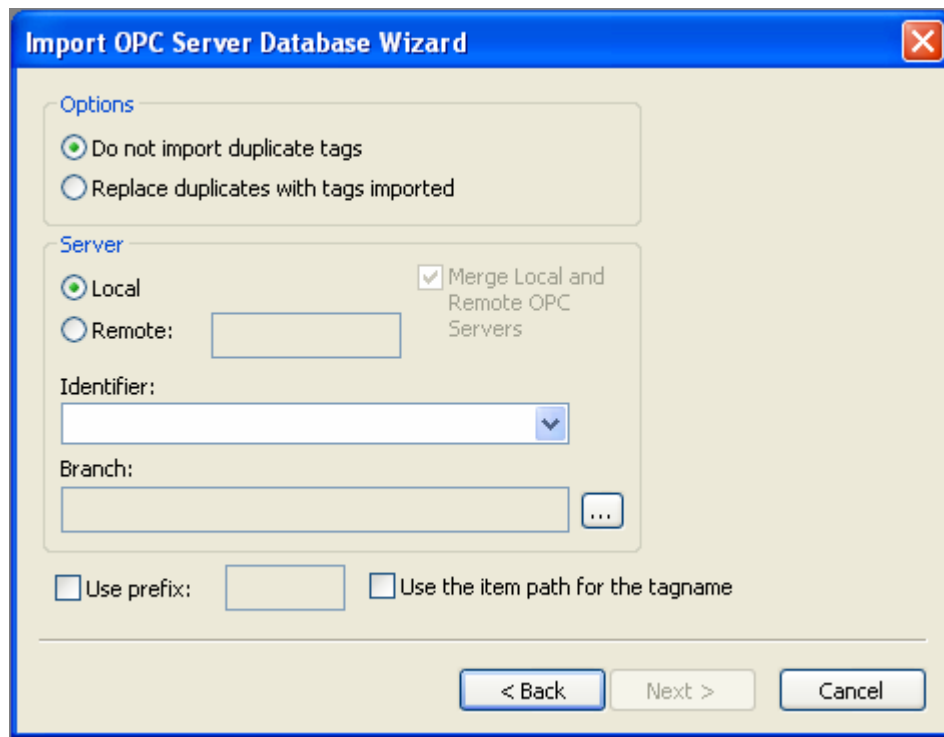 Import OPC Server Database Wizard
Options
Do not import duplicate tags
Replace duplicates with tags imported
Server
Local
Merge Local and
Remote OPC
Servers
Remote:
Identifier:
Branch:
...
Use prefix:
Use the item path for the tagname
< Back
Next >
Cancel